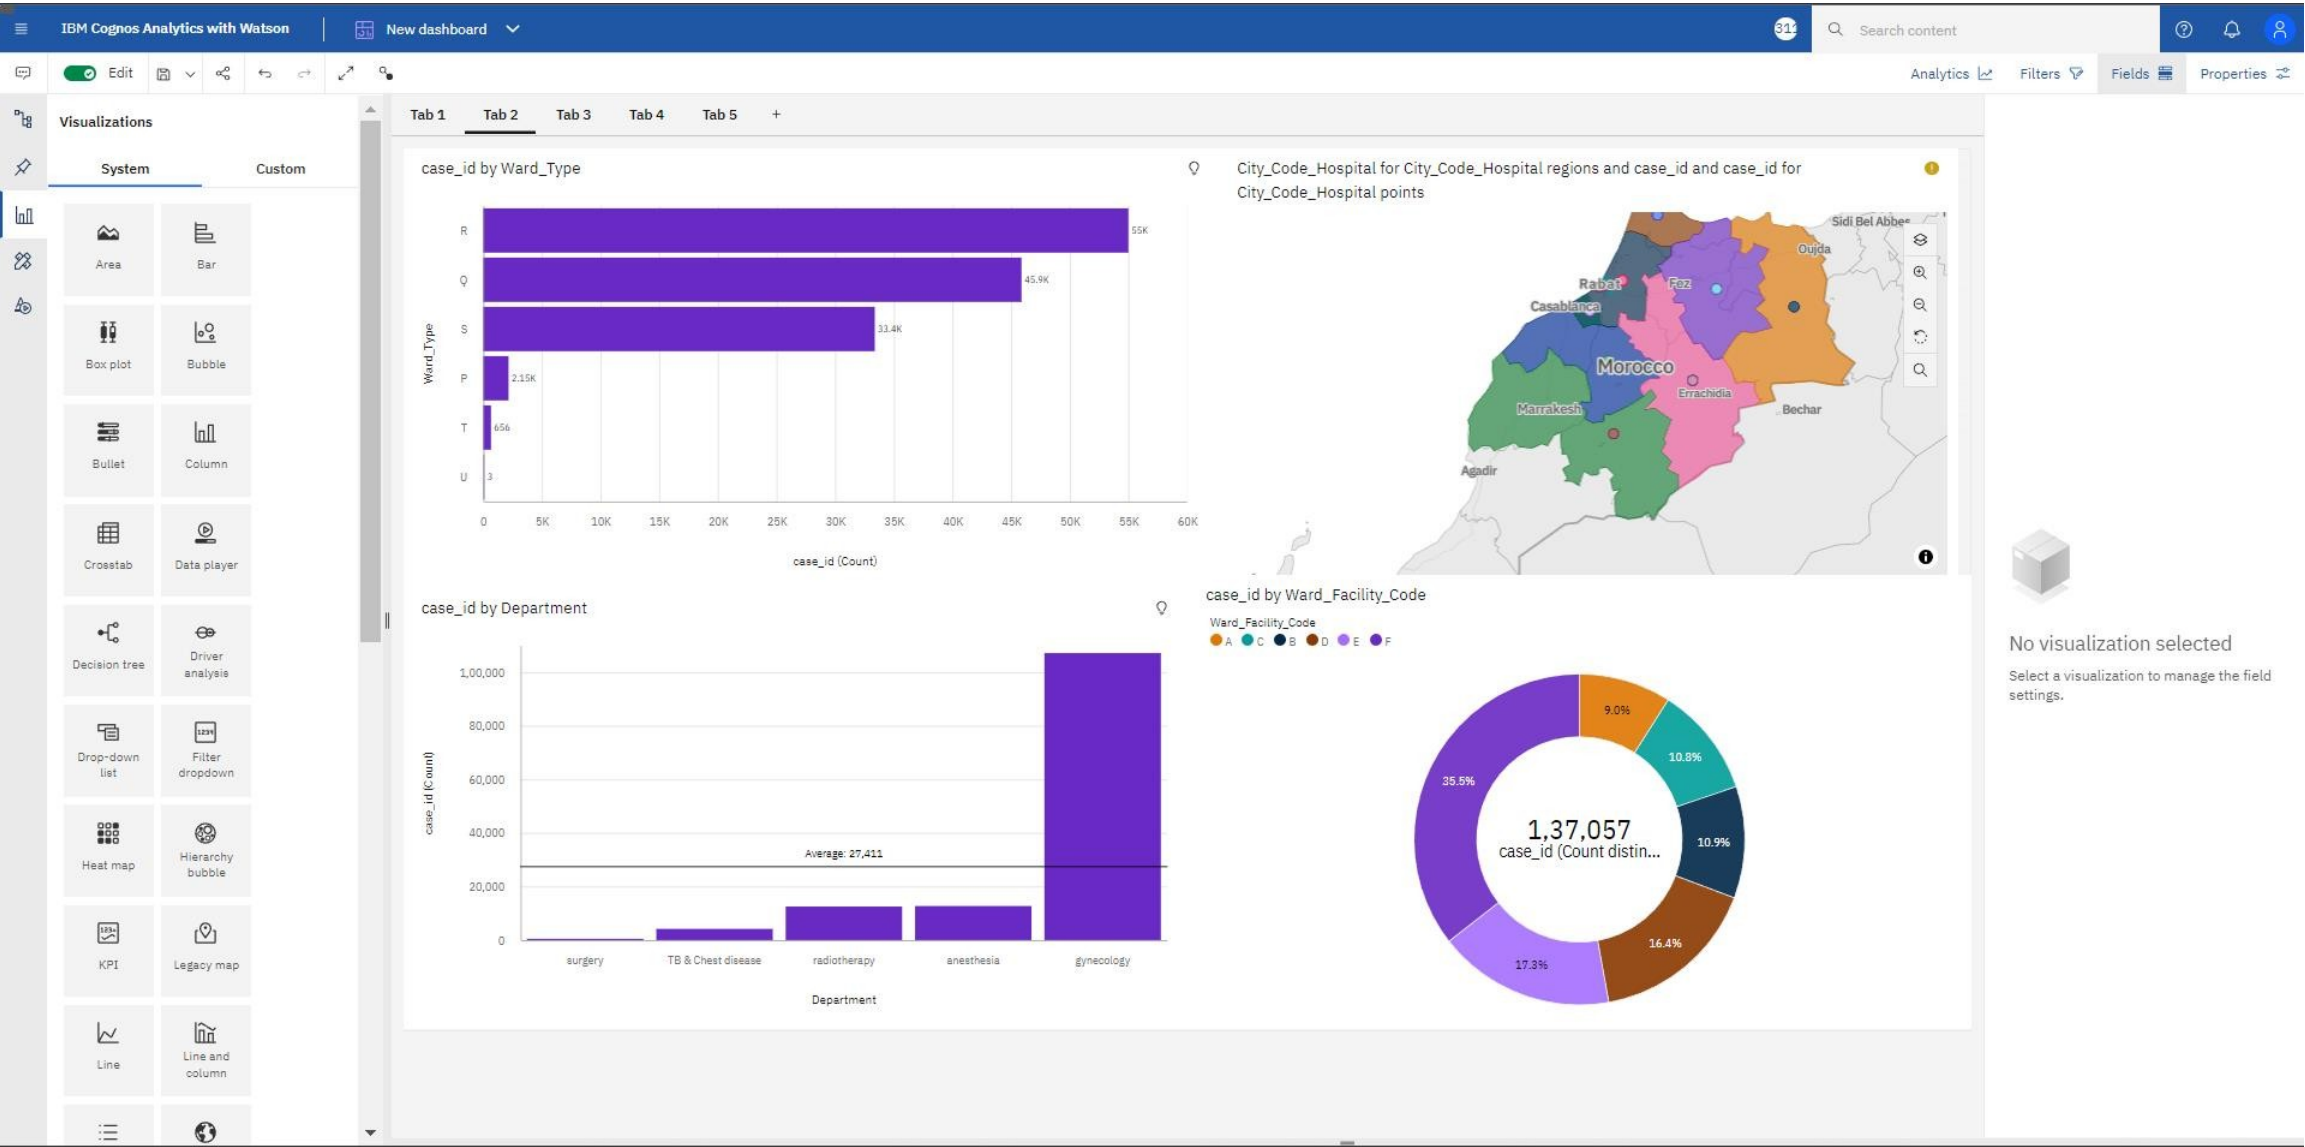 IBM Cognos Analytics with Watson
New dashboard
Search content
Edit
Analytics
Filters
Fields
Properties
Visualizations
System
Custom
Area
Bar
Box plot
Bubble
Bullet
Column
Crosstab
Data player
Decision tree
Driver
analysis
Drop-down
list
Filter
dropdown
Heat map
Hierarchy
bubble
KPI
Legacy map
Line
Line and
column
Tab 1
Tab 2
Tab 3
Tab 4
Tab 5
+
case_id by Ward_Type
Ward_Type
R
55K
Q
45.9K
S
33.4K
P
2.15K
T
656
U
3
0
5K
10K
15K
20K
25K
30K
35K
40K
45K
50K
55K
60K
case_id (Count)
City_Code_Hospital for City_Code_Hospital regions and case_id and case_id for
City_Code_Hospital points
Sidi Bel Abbes
Oujda
Rabat
Fez
Casablanca
Morocco
Errachidia
Marrakesh
Bechar
Agadir
case_id by Department
case_id (Count)
1,00,000
80,000
60,000
40,000
20,000
0
Average: 27,411
surgery
TB & Chest disease
radiotherapy
anesthesia
gynecology
Department
case_id by Ward_Facility_Code
Ward_Facility_Code
A C B D E F
9.0%
10.8%
35.5%
10.9%
16.4%
17.3%
1,37,057
case_id (Count distin...
No visualization selected
Select a visualization to manage the field
settings.